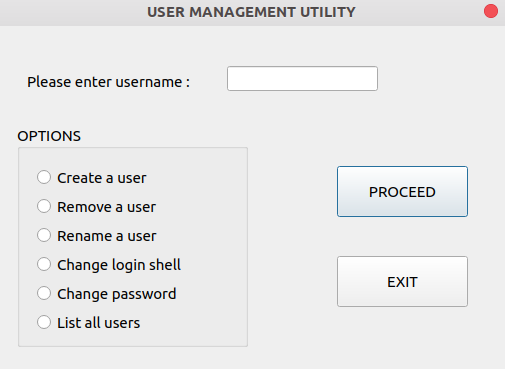 USER MANAGEMENT UTILITY
Please enter username :
OPTIONS
Create a user
Remove a user
Rename a user
Change login shell
Change password
List all users
PROCEED
EXIT